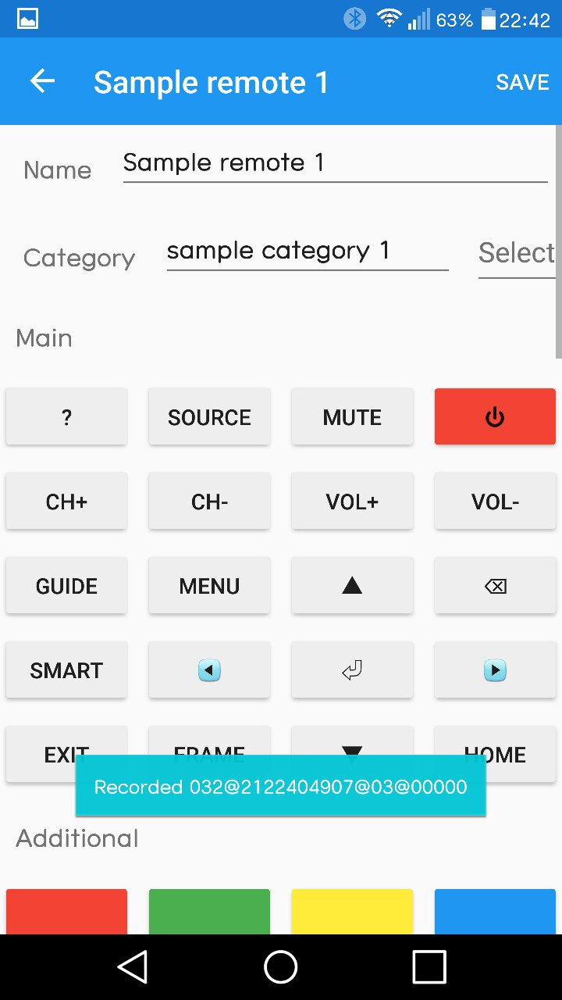 63% 22:42
Sample remote 1 SAVE
Name Sample remote 1
Category sample category 1 Select
Main
? SOURCE MUTE
CH+ CH- VOL+ VOL-
GUIDE MENU
SMART
EXIT FRAME HOME
Recorded 032@2122404907@03@00000
Additional